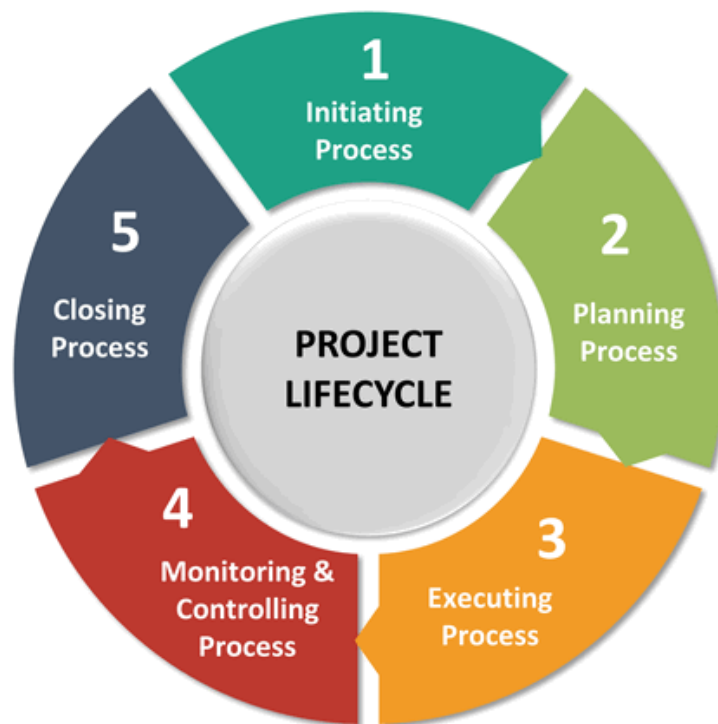 1
Initiating
Process
2
Planning
Process
3
Executing
Process
4
Monitoring &
Controlling
Process
5
Closing
Process
PROJECT
LIFECYCLE